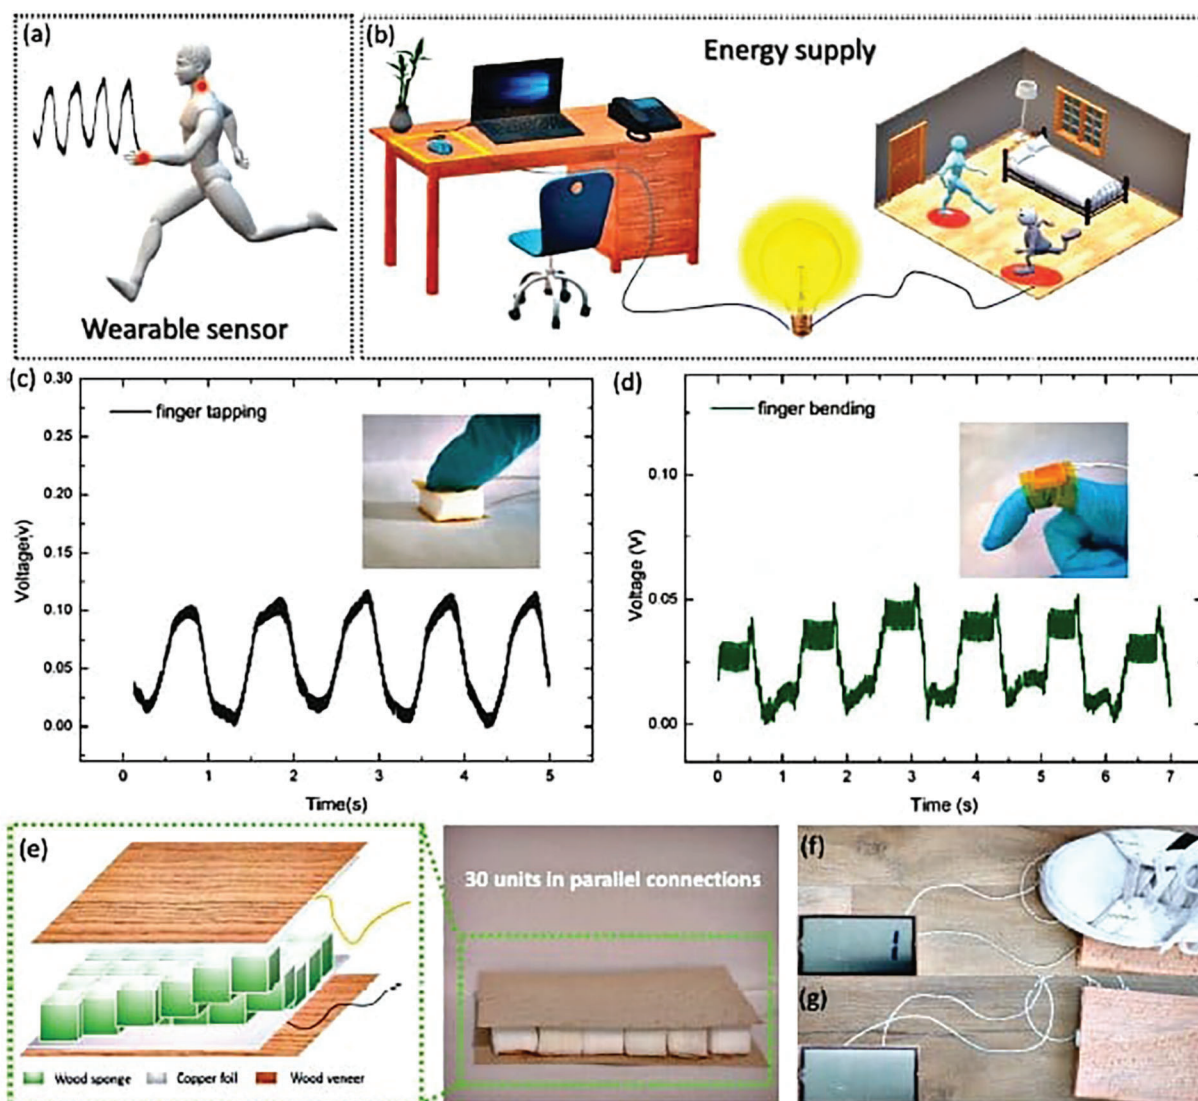 (a)
Wearable sensor
(b)
Energy supply
(c)
0.30
0.25
0.20
0.15
0.10
0.05
0.00
Voltage(v)
finger tapping
0 1 2 3 4 5
Time(s)
(d)
0.10
0.05
0.00
Voltage (V)
finger bending
0 1 2 3 4 5 6 7
Time (s)
(e)
Wood sponge Copper foil Wood veneer
30 units in parallel connections
(f)
(g)